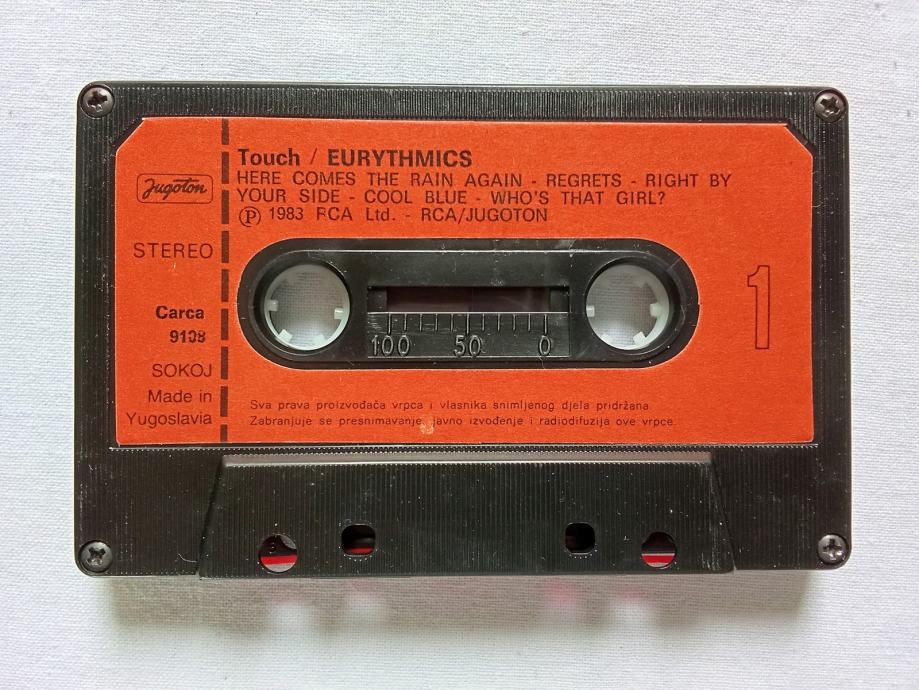 Jugoton
STEREO
Carca
9108
SOKOJ
Made in
Yugoslavia
Touch / EURYTHMICS
HERE COMES THE RAIN AGAIN - REGRETS - RIGHT BY
YOUR SIDE - COOL BLUE - WHO'S THAT GIRL?
Ⓟ 1983 RCA Ltd. - RCA/JUGOTON
1
100 50 0
Sva prava proizvođača vrpca i vlasnika snimljenog djela pridržana.
Zabranjuje se presnimavanje, javno izvođenje i radiodifuzija ove vrpce.